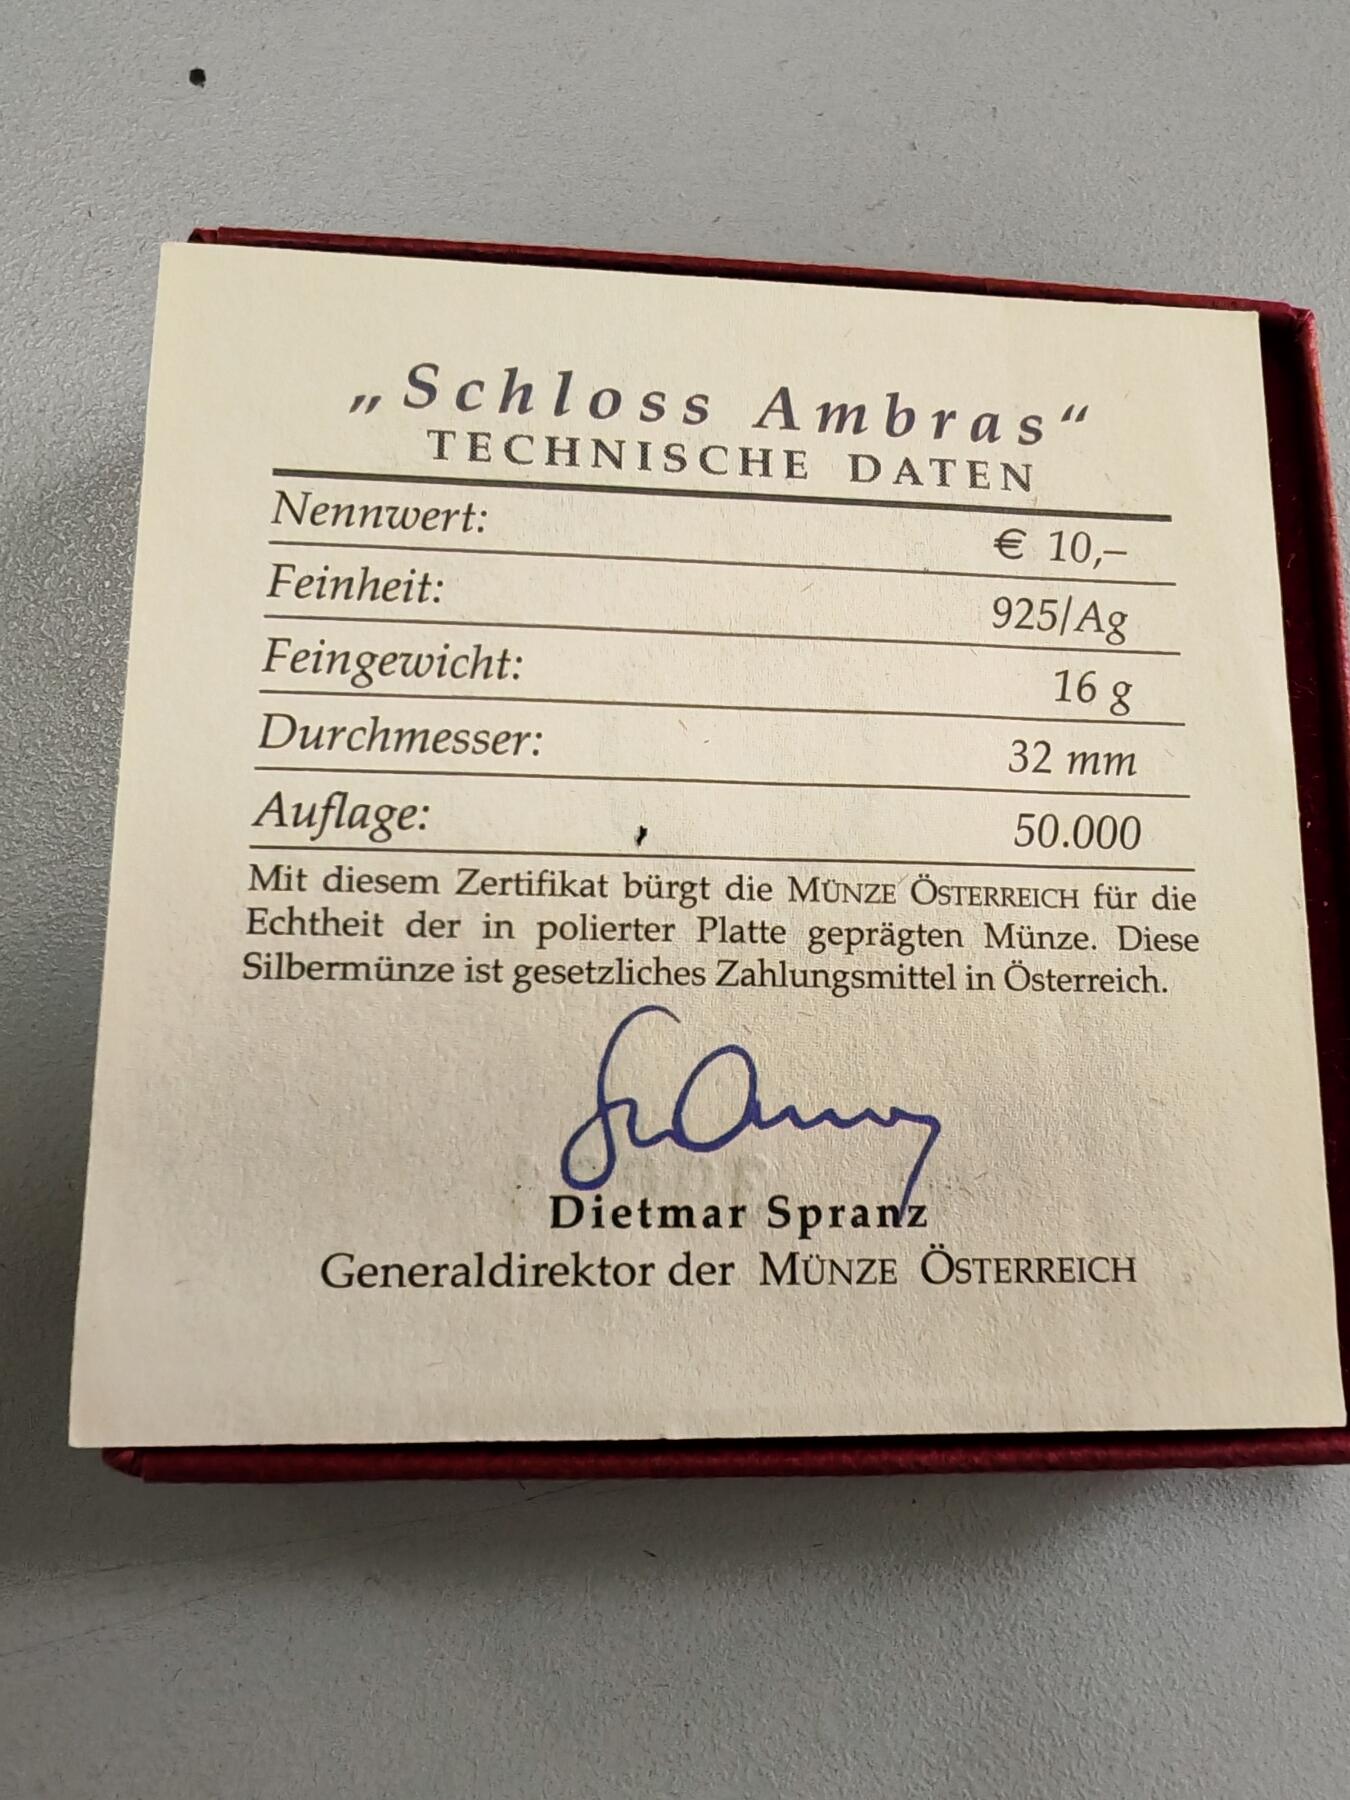 „Schloss Ambras“
TECHNISCHE DATEN
Nennwert: € 10,–
Feinheit: 925/Ag
Feingewicht: 16 g
Durchmesser: 32 mm
Auflage: 50.000
Mit diesem Zertifikat bürgt die MÜNZE ÖSTERREICH für die
Echtheit der in polierter Platte geprägten Münze. Diese
Silbermünze ist gesetzliches Zahlungsmittel in Österreich.
Dietmar Spranz
Generaldirektor der MÜNZE ÖSTERREICH